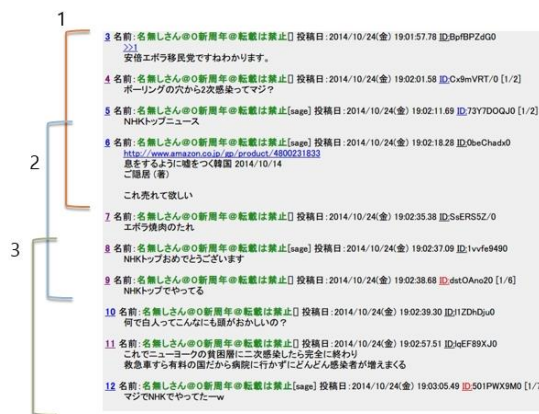 1
2
3
3 名前:名無しさん@0新周年@転載は禁止[] 投稿日:2014/10/24(金) 19:01:57.78 ID:BpfBPZdG0
>>1
安倍エボラ移民党ですねわかります。
4 名前:名無しさん@0新周年@転載は禁止[] 投稿日:2014/10/24(金) 19:02:01.58 ID:Cx9mVRT/0 [1/2]
ボーリングの穴から2次感染ってマジ?
5 名前:名無しさん@0新周年@転載は禁止[sage] 投稿日:2014/10/24(金) 19:02:11.69 ID:73Y7DOQJ0 [1/2]
NHKトップニュース
6 名前:名無しさん@0新周年@転載は禁止[sage] 投稿日:2014/10/24(金) 19:02:18.28 ID:0beChadx0
http://www.amazon.co.jp/gp/product/4800231833
息をするように嘘をつく韓国 2014/10/14
ご隠居 (著)
これ売れて欲しい
7 名前:名無しさん@0新周年@転載は禁止[] 投稿日:2014/10/24(金) 19:02:35.38 ID:SsERS5Z/0
エボラ焼肉のたれ
8 名前:名無しさん@0新周年@転載は禁止[sage] 投稿日:2014/10/24(金) 19:02:37.09 ID:1vvfe9490
NHKトップおめでとうございます
9 名前:名無しさん@0新周年@転載は禁止[sage] 投稿日:2014/10/24(金) 19:02:38.68 ID:dstOAno20 [1/6]
NHKトップでやってる
10 名前:名無しさん@0新周年@転載は禁止[] 投稿日:2014/10/24(金) 19:02:39.30 ID:I1ZDhDju0
何で白人ってこんなにも頭がおかしいの?
11 名前:名無しさん@0新周年@転載は禁止[] 投稿日:2014/10/24(金) 19:02:57.51 ID:IqEF89XJ0
これでニューヨークの貧困層に二次感染したら完全に終わり
救急車すら有料の国だから病院に行かずにどんどん感染者が増えまくる
12 名前:名無しさん@0新周年@転載は禁止[sage] 投稿日:2014/10/24(金) 19:03:05.49 ID:501PWX9M0 [1/7
マジでNHKでやってたーw